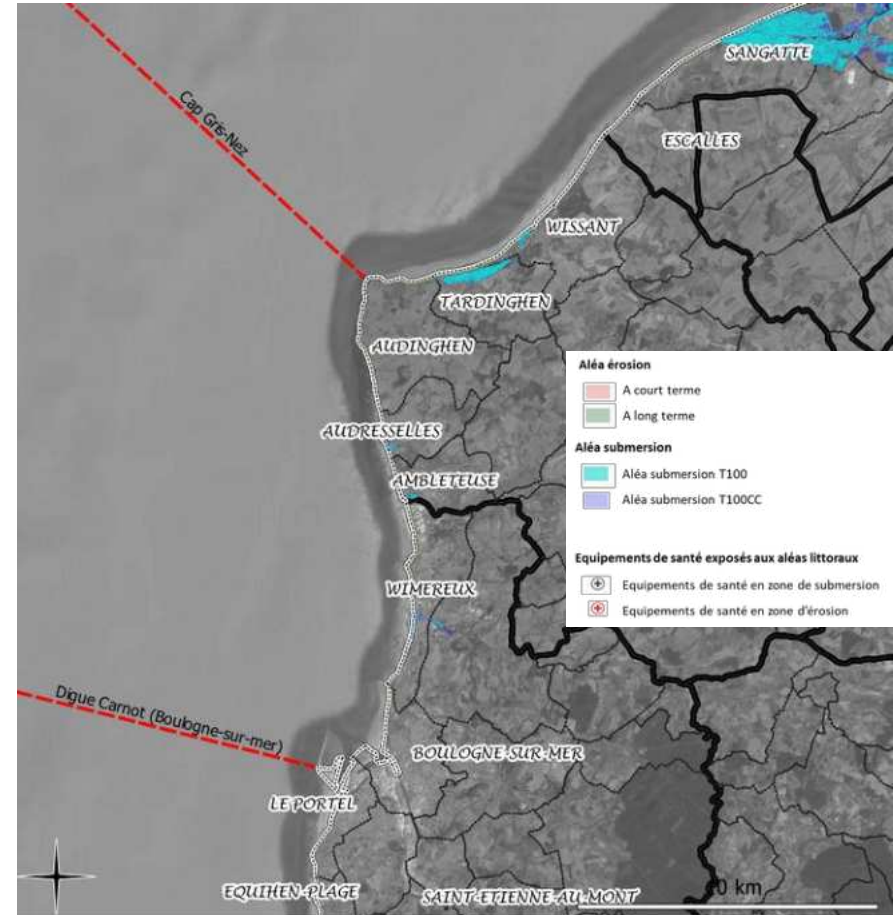 SANGATTE
Cap Gris-Nez
ESCALLES
WISSANT
TARDINGHEN
AUDINGHEN
Aléa érosion
A court terme
A long terme
AUDRESSELLES
Aléa submersion
AMBLETEUSE
Aléa submersion T100
Aléa submersion T100CC
Equipements de santé exposés aux aléas littoraux
WIMEREUX
Equipements de santé en zone de submersion
Equipements de santé en zone d'érosion
Digue Carnot (Boulogne-sur-mer)
BOULOGNE-SUR-MER
LE PORTEL
EQUIHEN-PLAGE
SAINT-ETIENNE-AU-MONT
0 km